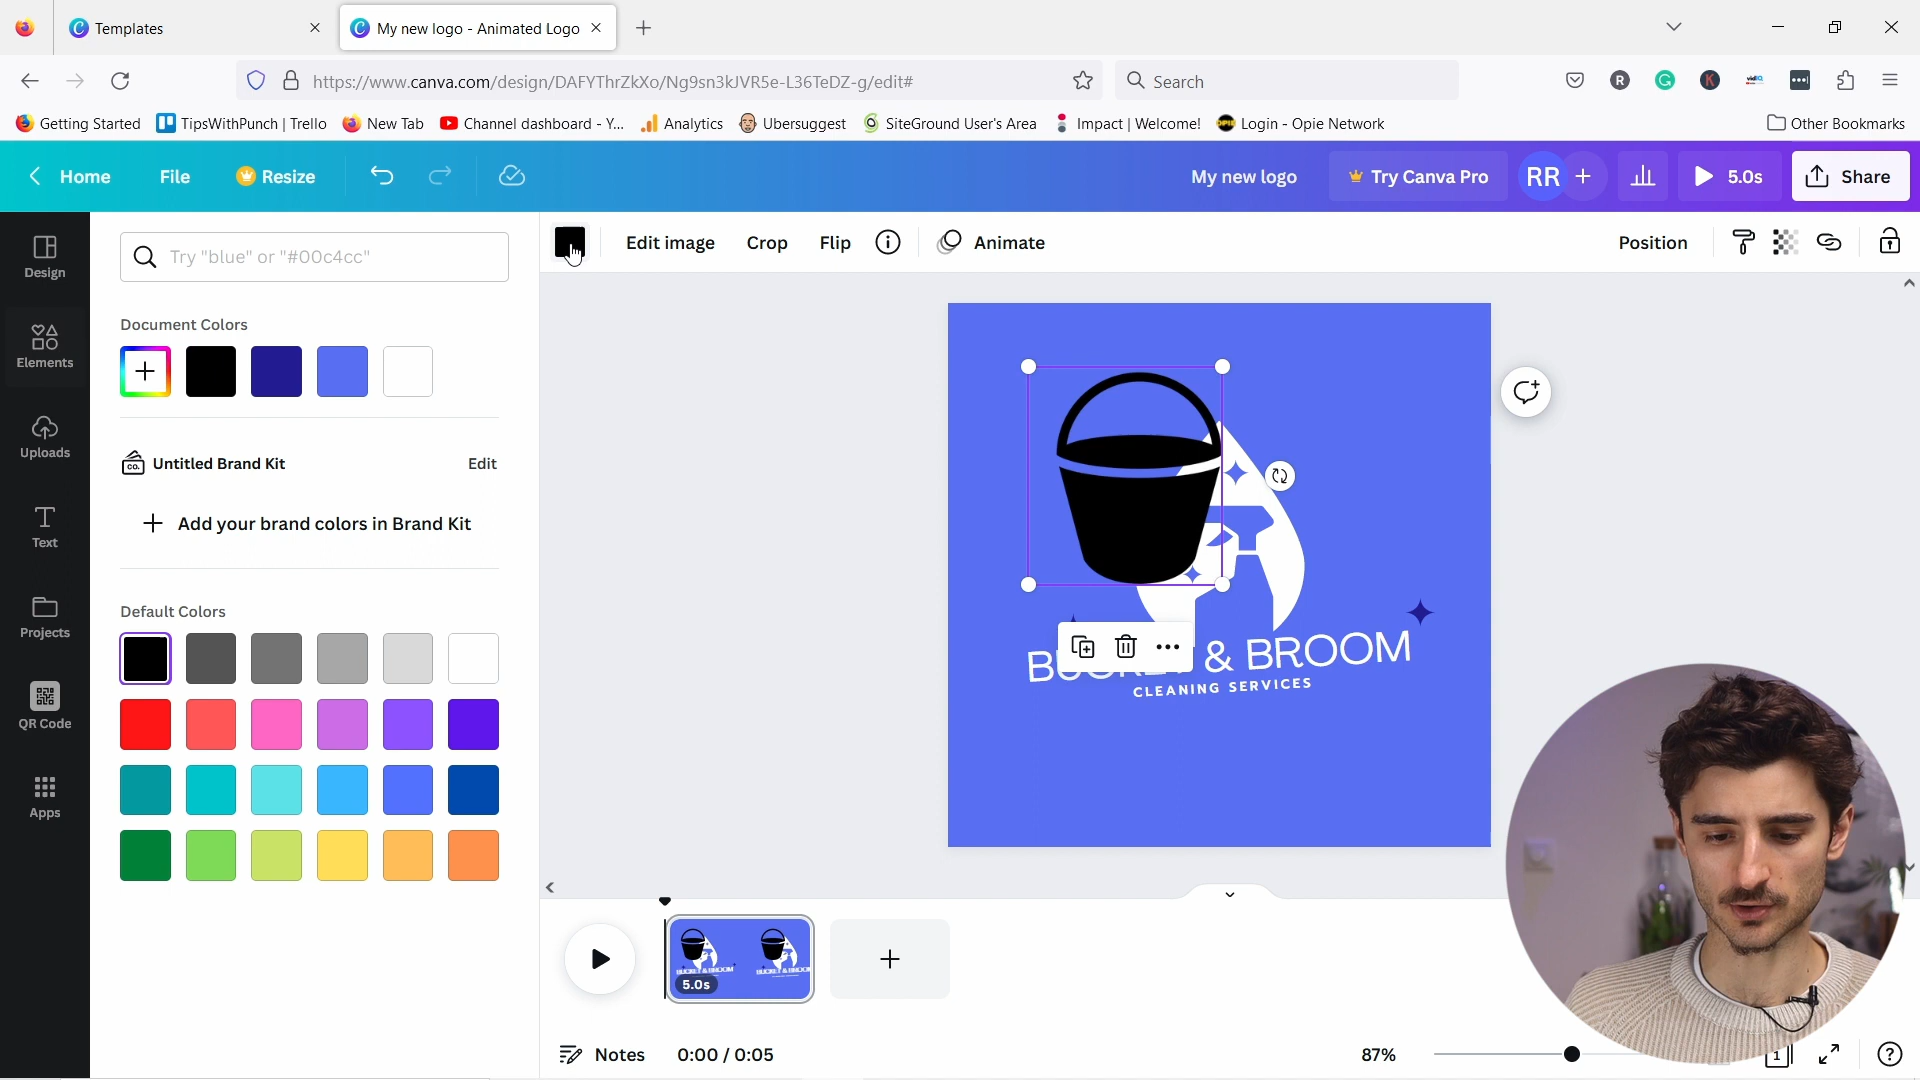 Templates
My new logo - Animated Logo
https://www.canva.com/design/DAFYThrZkXo/Ng9sn3kJVR5e-L36TeDZ-g/edit#
Search
Getting Started
TipsWithPunch | Trello
New Tab
Channel dashboard - Y...
Analytics
Ubersuggest
SiteGround User's Area
Impact | Welcome!
Login - Opie Network
Other Bookmarks
Home
File
Resize
My new logo
Try Canva Pro
RR
5.0s
Share
Design
Elements
Uploads
Text
Projects
QR Code
Apps
Try "blue" or "#00c4cc"
Document Colors
Untitled Brand Kit
Edit
Add your brand colors in Brand Kit
Default Colors
Edit image
Crop
Flip
Animate
Position
& BROOM
CLEANING SERVICES
5.0s
BUCKET & BROOM
Notes
0:00 / 0:05
87%
1